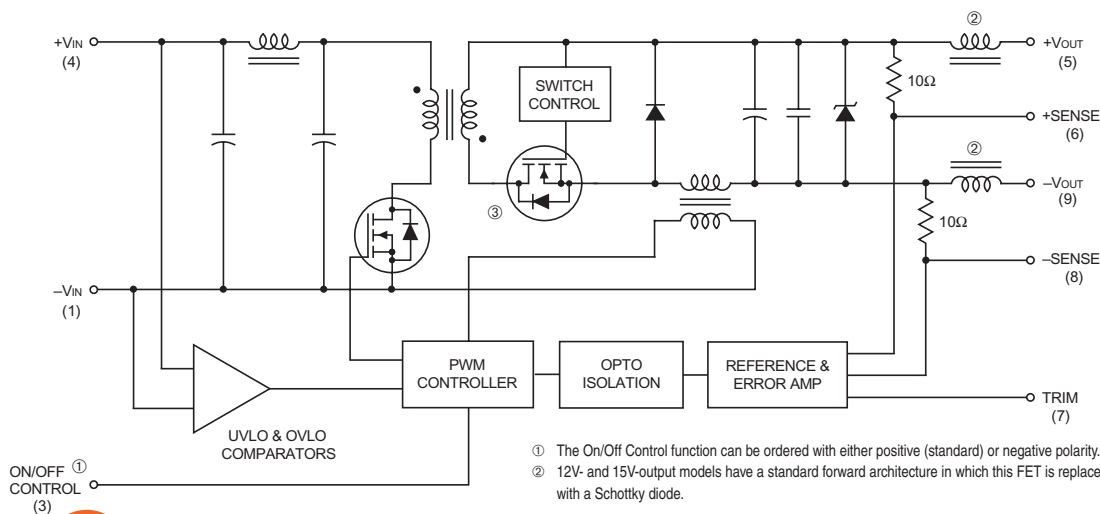 ②
+VIN
(4)
+VOUT
(5)
SWITCH
CONTROL
10Ω
+SENSE
(6)
②
–VOUT
(9)
③
10Ω
–SENSE
(8)
–VIN
(1)
PWM
CONTROLLER
OPTO
ISOLATION
REFERENCE &
ERROR AMP
TRIM
(7)
UVLO & OVLO
COMPARATORS
ON/OFF ①
CONTROL
(3)
① The On/Off Control function can be ordered with either positive (standard) or negative polarity.
② 12V- and 15V-output models have a standard forward architecture in which this FET is replace
with a Schottky diode.